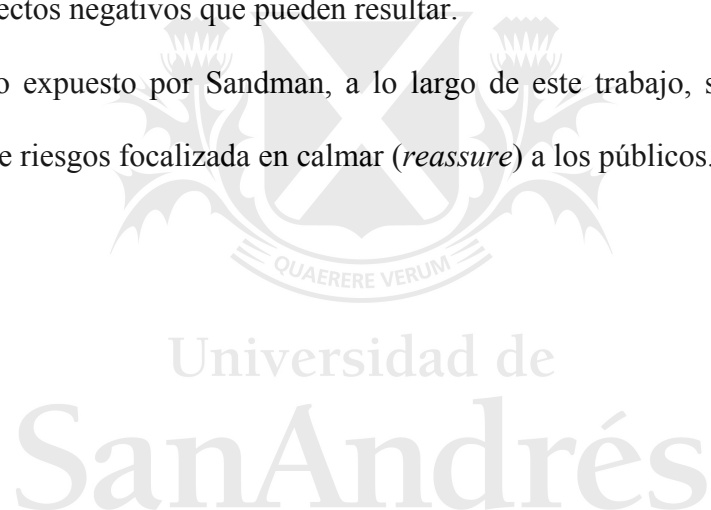 ectos negativos que pueden resultar.
o expuesto por Sandman, a lo largo de este trabajo, s
e riesgos focalizada en calmar (reassure) a los públicos.
QUAERERE VERUM
Universidad de
SanAndrés